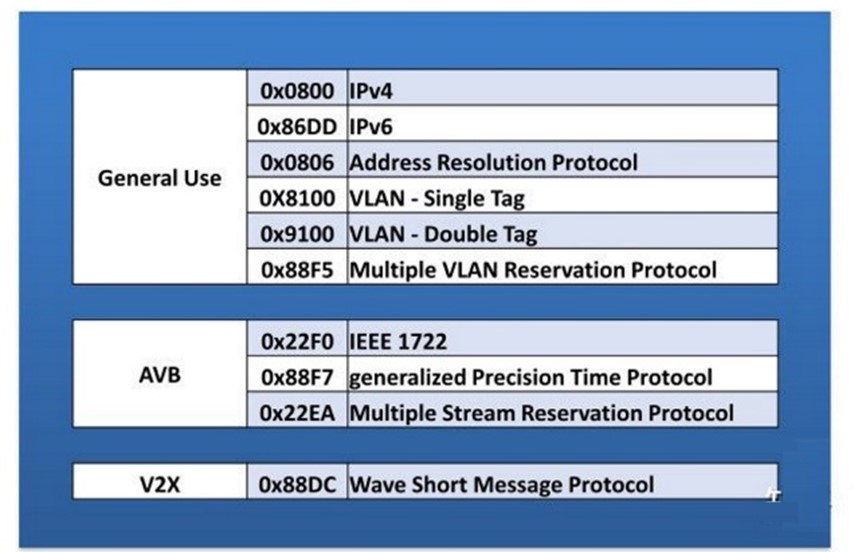 General Use
0x0800 IPv4
0x86DD IPv6
0x0806 Address Resolution Protocol
0X8100 VLAN - Single Tag
0x9100 VLAN - Double Tag
0x88F5 Multiple VLAN Reservation Protocol
AVB
0x22F0 IEEE 1722
0x88F7 generalized Precision Time Protocol
0x22EA Multiple Stream Reservation Protocol
V2X
0x88DC Wave Short Message Protocol